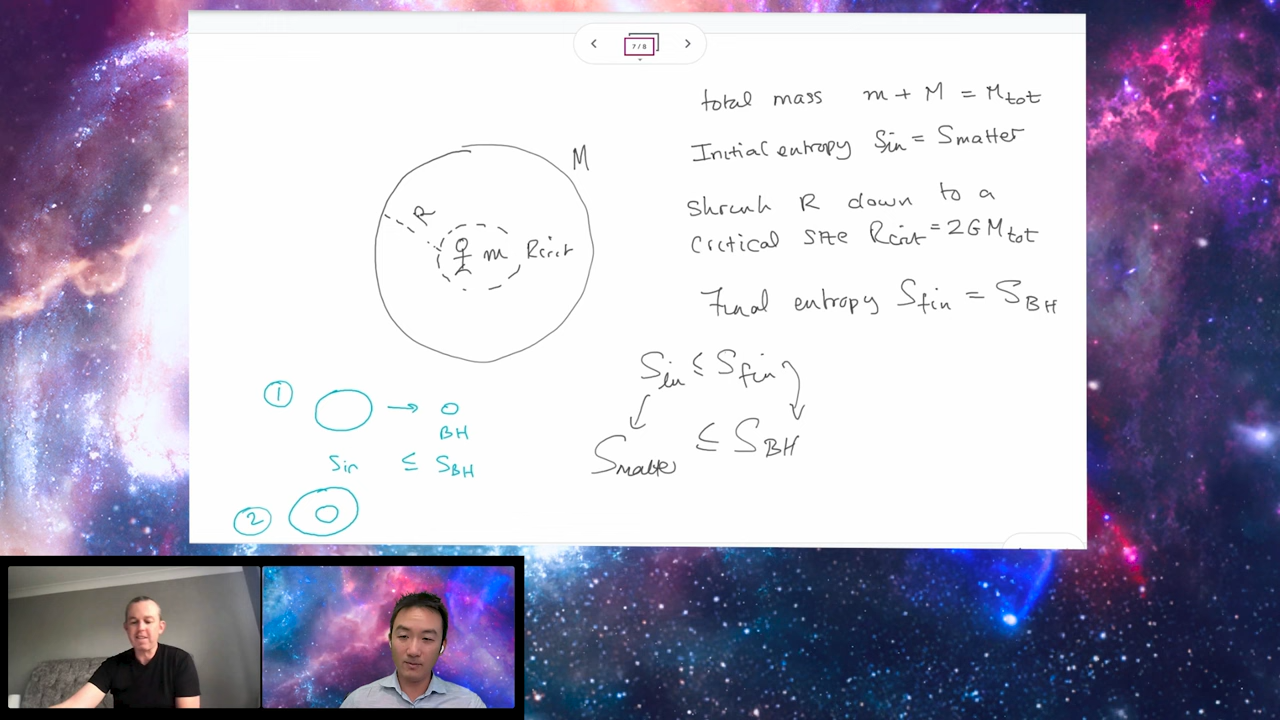 7 / 8
total mass m + M = Mtot
Initial entropy Sin = Smatter
Shrink R down to a
critical size Rcrit = 2GMtot
Final entropy Sfin = SBH
M
R
m Rcrit
Sin ≤ Sfin
Smatter ≤ SBH
① → BH
Sin ≤ SBH
②